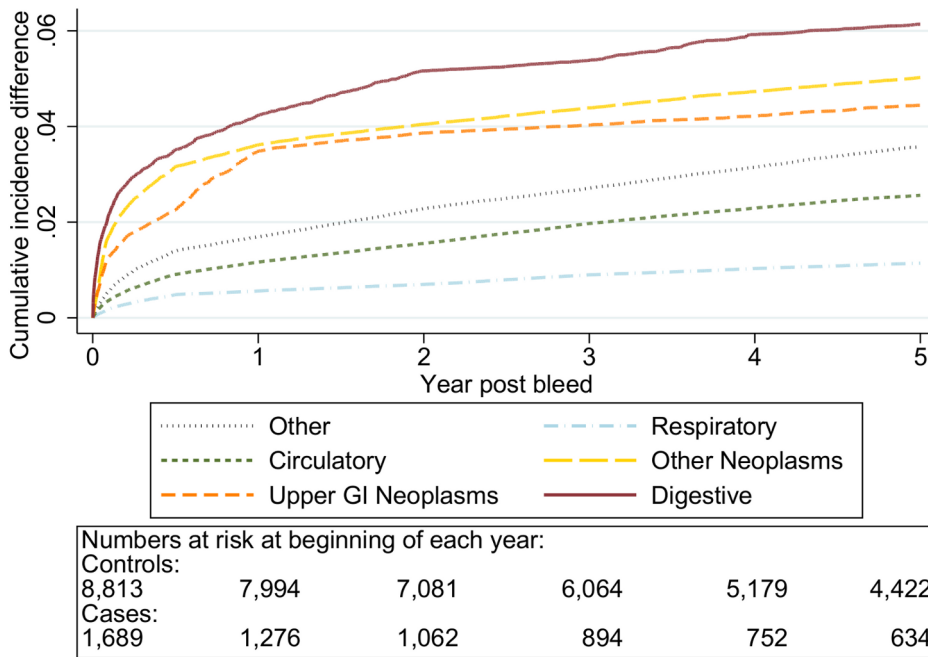 Cumulative incidence difference
.06
.04
.02
0
0 1 2 3 4 5
Year post bleed
Other Respiratory
Circulatory Other Neoplasms
Upper GI Neoplasms Digestive
Numbers at risk at beginning of each year:
Controls:
8,813 7,994 7,081 6,064 5,179 4,422
Cases:
1,689 1,276 1,062 894 752 634